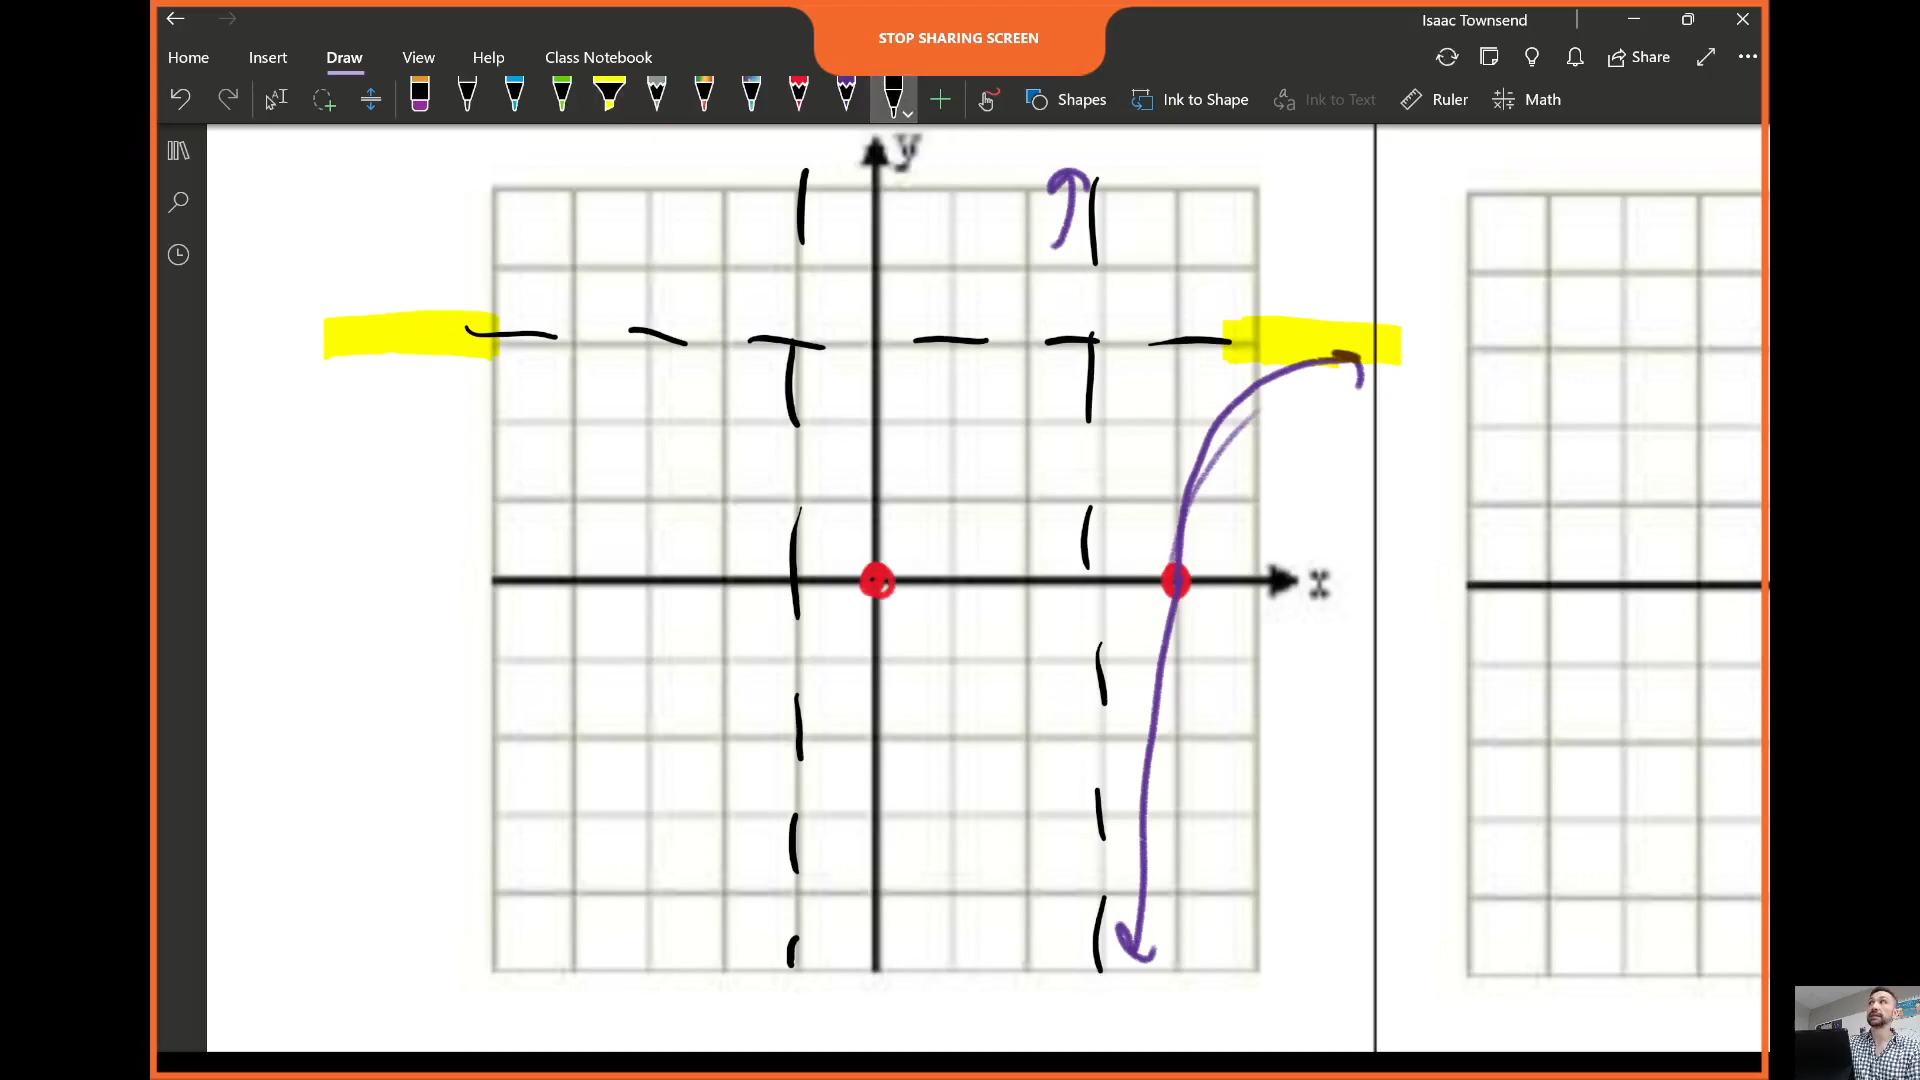 Isaac Townsend
STOP SHARING SCREEN
Home Insert Draw View Help Class Notebook
Share
Shapes Ink to Shape Ink to Text Ruler Math
y
x